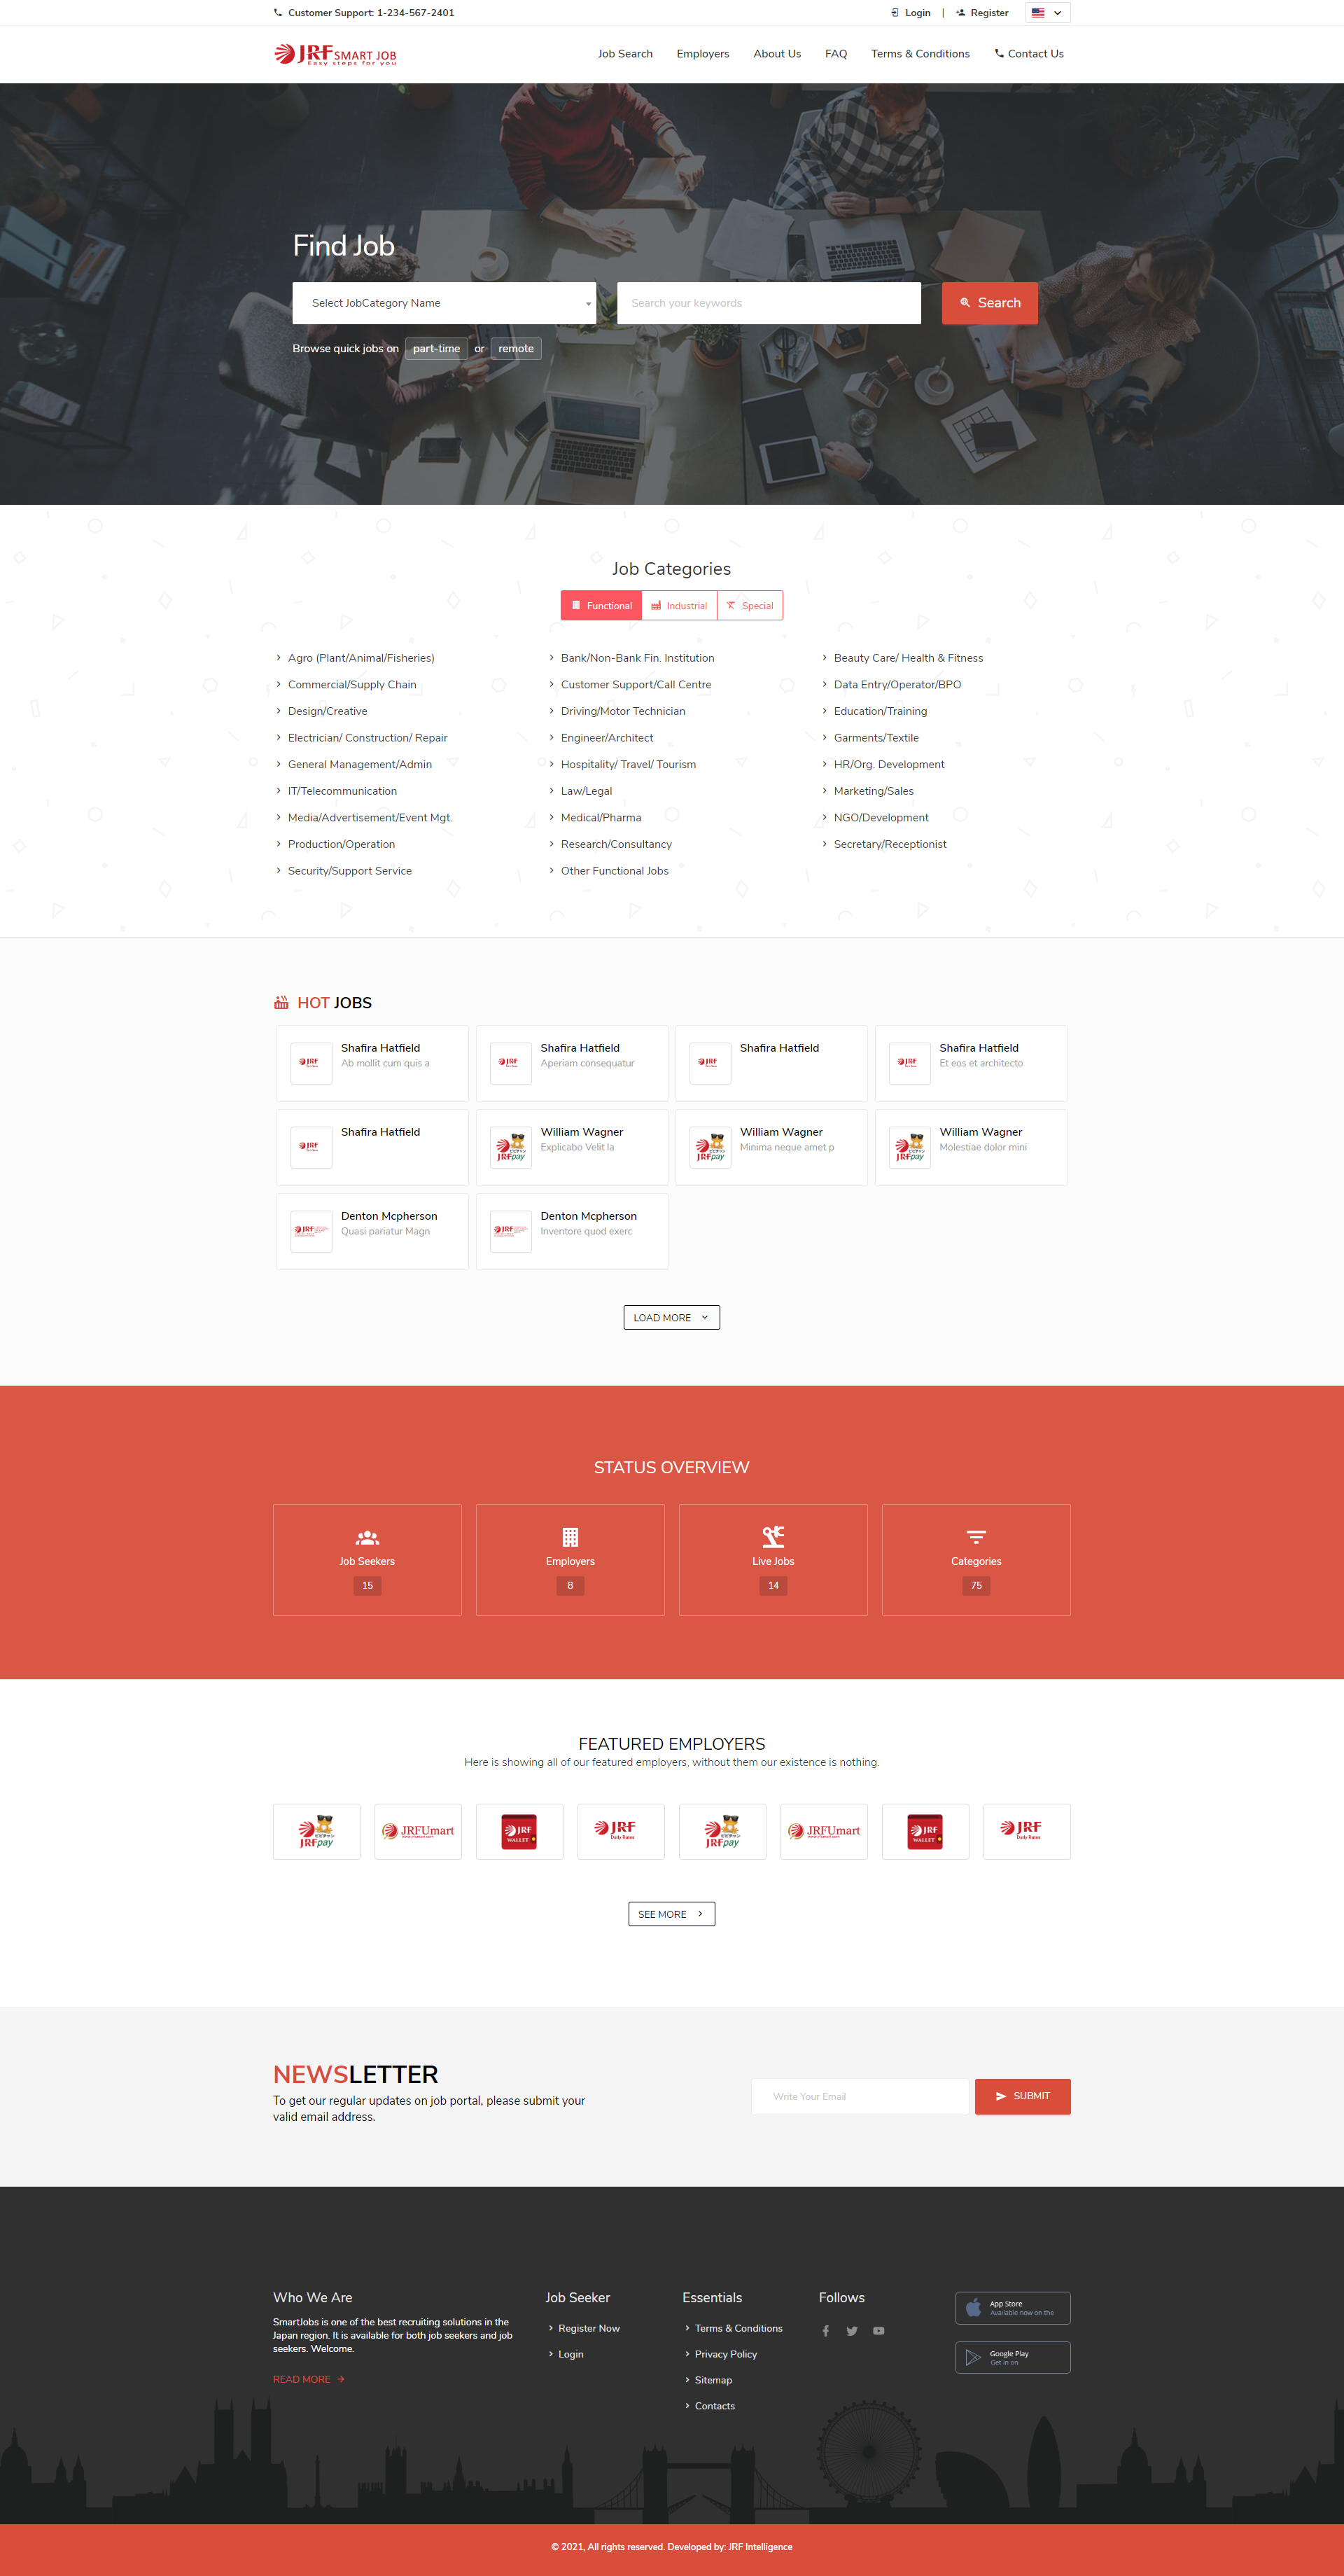 Customer Support: 1-234-567-2401
Login | Register
JRF SMART JOB
Easy steps for you
Job Search Employers About Us FAQ Terms & Conditions Contact Us
Find Job
Select JobCategory Name
Search your keywords
Search
Browse quick jobs on part-time or remote
Job Categories
Functional Industrial Special
Agro (Plant/Animal/Fisheries) Bank/Non-Bank Fin. Institution Beauty Care/ Health & Fitness
Commercial/Supply Chain Customer Support/Call Centre Data Entry/Operator/BPO
Design/Creative Driving/Motor Technician Education/Training
Electrician/ Construction/ Repair Engineer/Architect Garments/Textile
General Management/Admin Hospitality/ Travel/ Tourism HR/Org. Development
IT/Telecommunication Law/Legal Marketing/Sales
Media/Advertisement/Event Mgt. Medical/Pharma NGO/Development
Production/Operation Research/Consultancy Secretary/Receptionist
Security/Support Service Other Functional Jobs
HOT JOBS
JRF
Shafira Hatfield
Ab mollit cum quis a
JRF
Shafira Hatfield
Aperiam consequatur
JRF
Shafira Hatfield
JRF
Shafira Hatfield
Et eos et architecto
JRF
Shafira Hatfield
JRFpay
William Wagner
Explicabo Velit la
JRFpay
William Wagner
Minima neque amet p
JRFpay
William Wagner
Molestiae dolor mini
JRF
Denton Mcpherson
Quasi pariatur Magn
JRF
Denton Mcpherson
Inventore quod exerc
LOAD MORE
STATUS OVERVIEW
Job Seekers
15
Employers
8
Live Jobs
14
Categories
75
FEATURED EMPLOYERS
Here is showing all of our featured employers, without them our existence is nothing.
JRFpay
JRFUmart
JRF
WALLET
JRF
Daily Rates
JRFpay
JRFUmart
JRF
WALLET
JRF
Daily Rates
SEE MORE
NEWSLETTER
To get our regular updates on job portal, please submit your
valid email address.
Write Your Email
SUBMIT
Who We Are
SmartJobs is one of the best recruiting solutions in the
Japan region. It is available for both job seekers and job
seekers. Welcome.
READ MORE
Job Seeker
Register Now
Login
Essentials
Terms & Conditions
Privacy Policy
Sitemap
Contacts
Follows
App Store
Available now on the
Google Play
Get in on
© 2021, All rights reserved. Developed by: JRF Intelligence